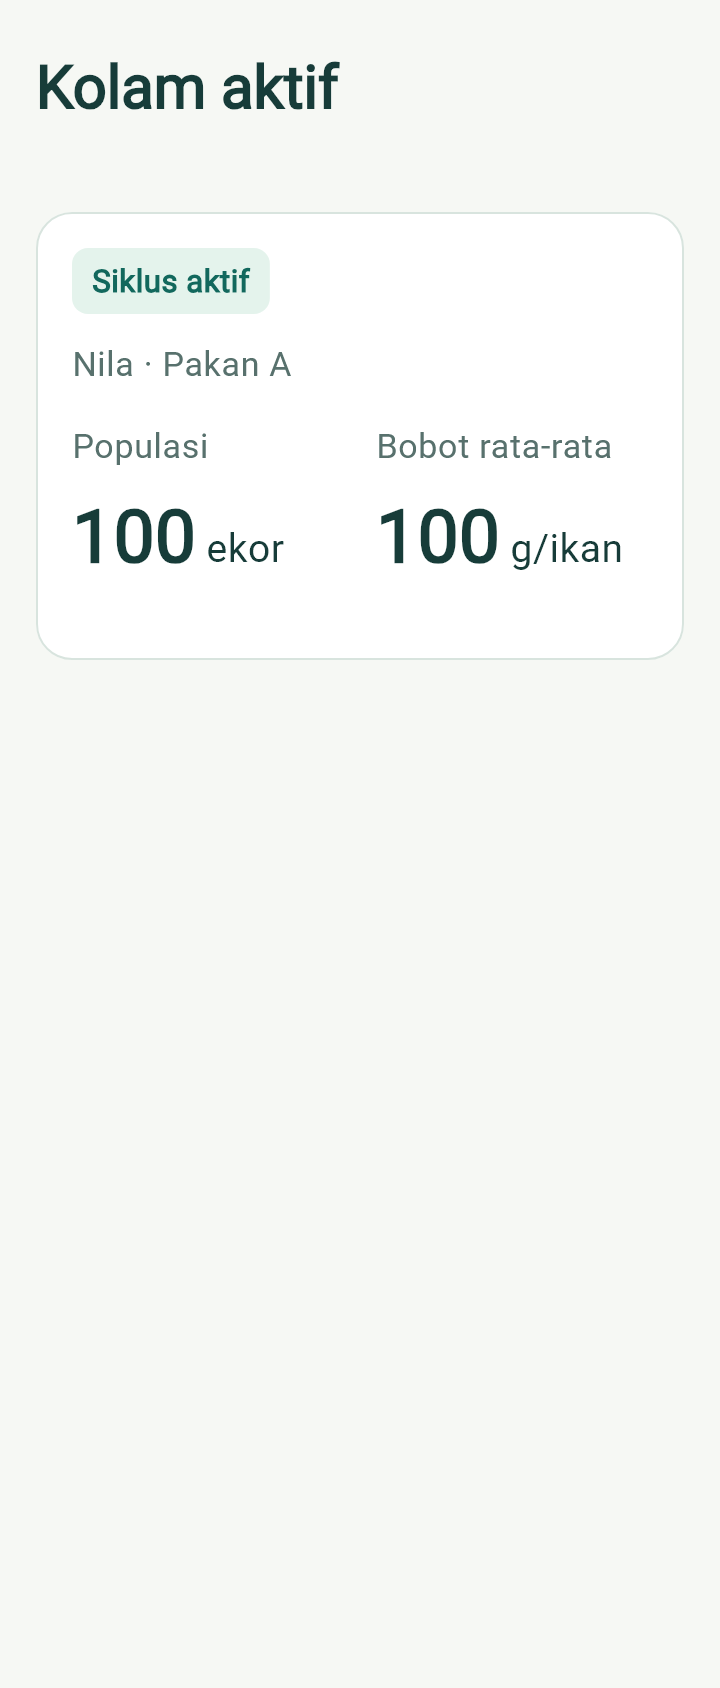 Kolam aktif
Siklus aktif
Nila · Pakan A
Populasi
Bobot rata-rata
100 ekor
100 g/ikan